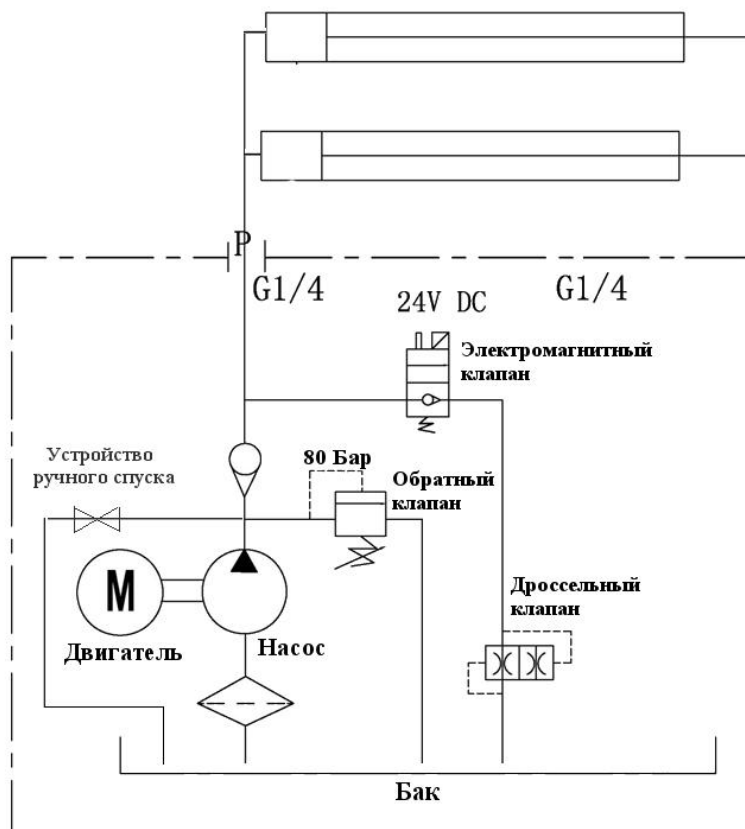 P
G1/4
24V DC
G1/4
Электромагнитный
клапан
Устройство
ручного спуска
80 Бар
Обратный
клапан
М
Двигатель
Насос
Дроссельный
клапан
Бак